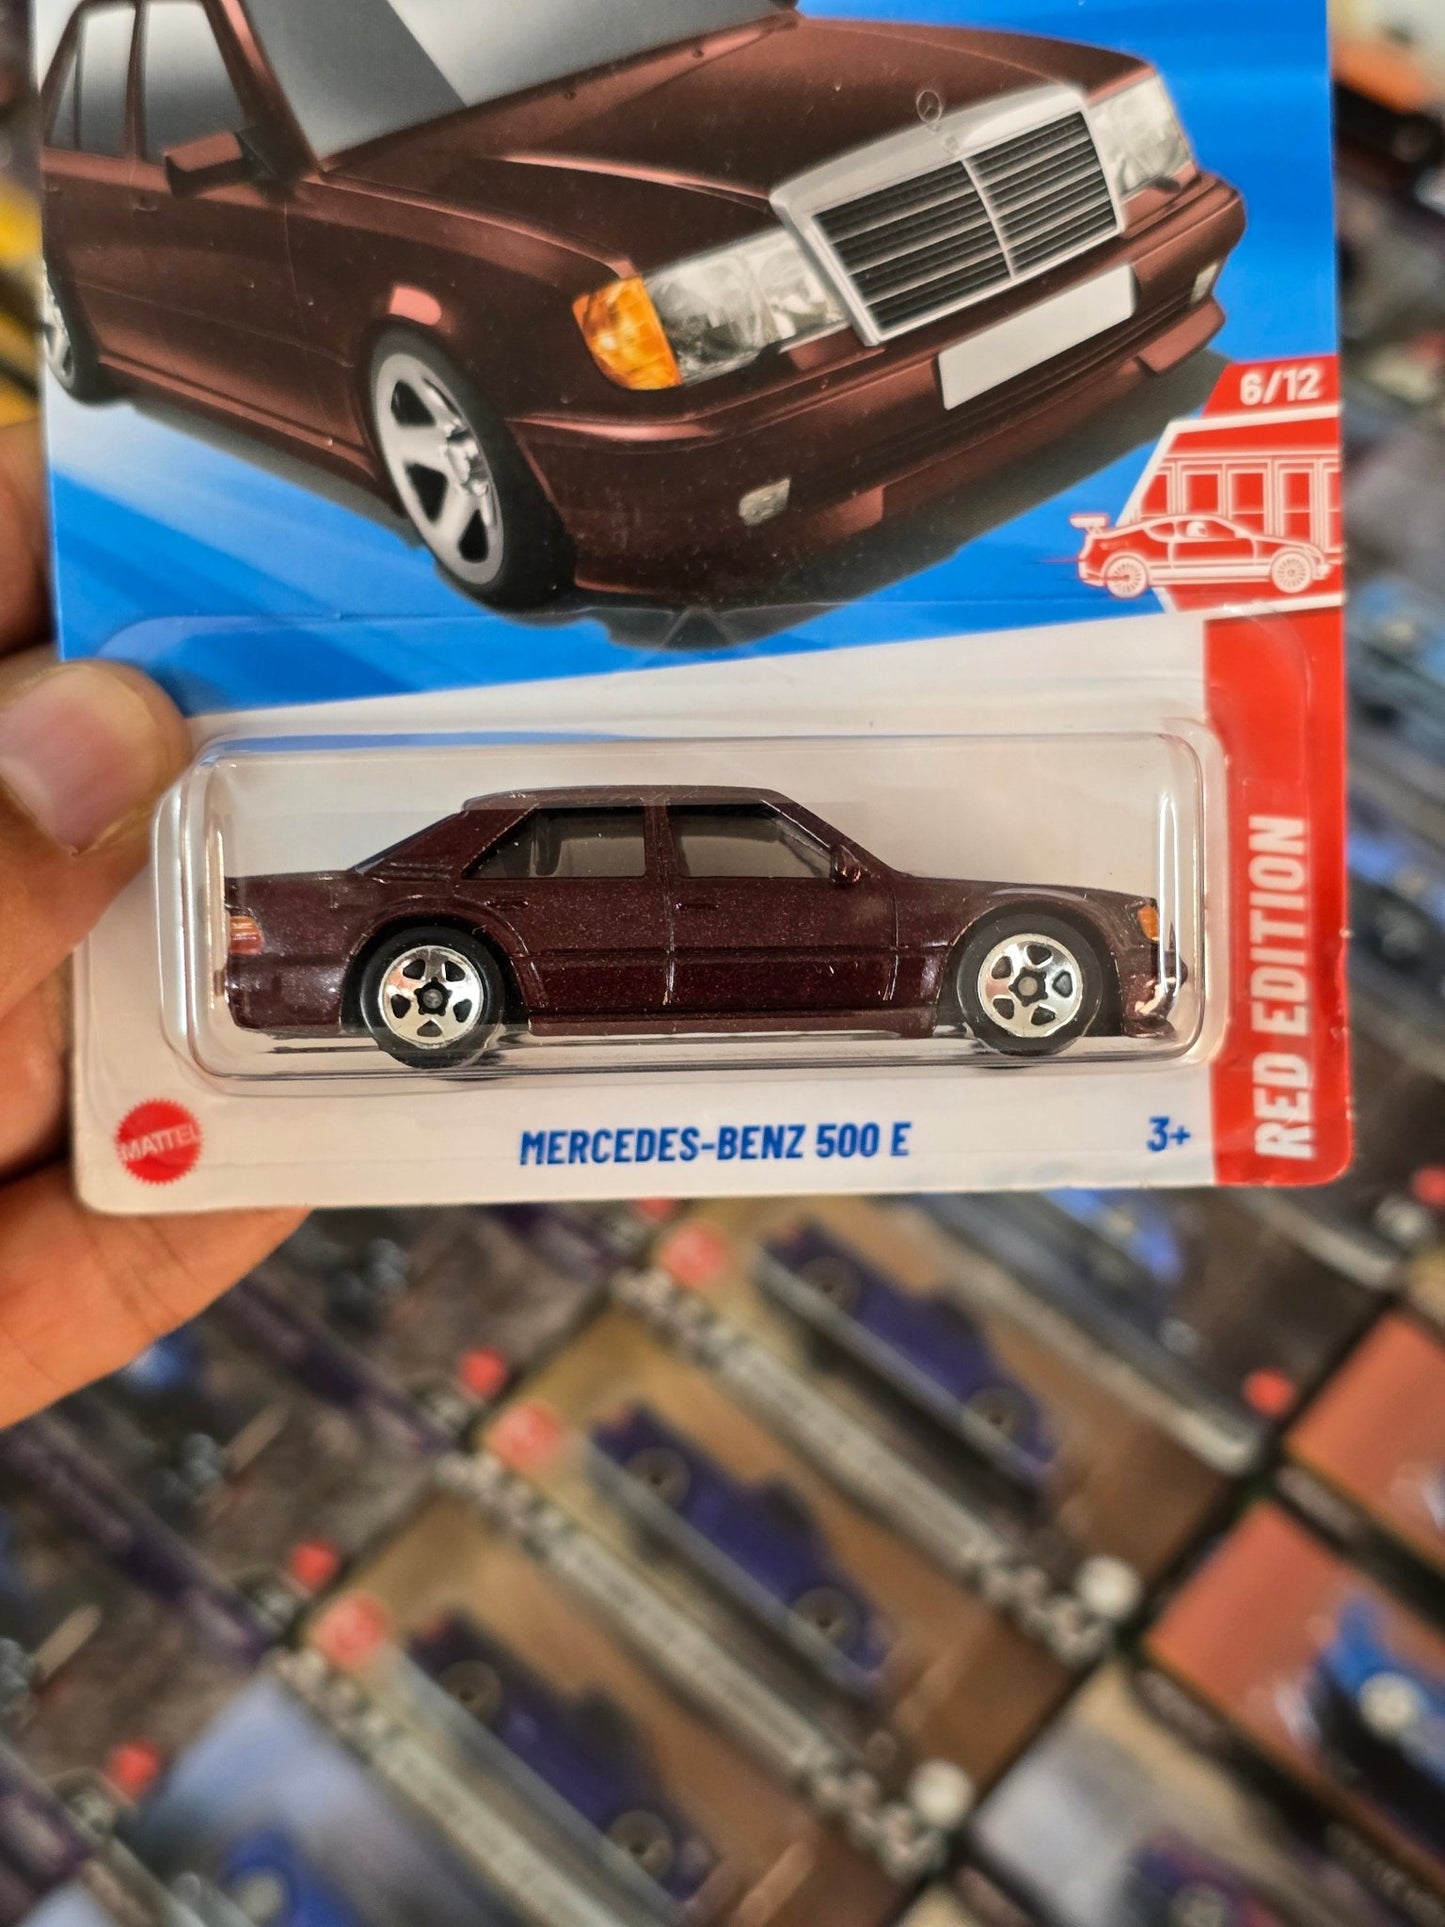 6/12
RED EDITION
MATTEL
MERCEDES-BENZ 500 E
3+